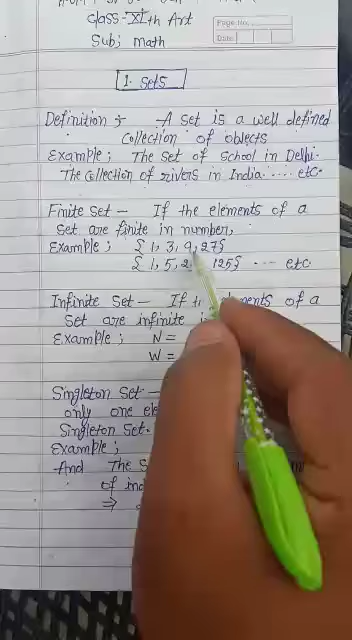 Class-XIth Art
Page No.
Date
Sub; math
1. Sets
Definition :- A set is a well defined
collection of objects
Example; The set of school in Delhi.
The collection of rivers in India ..... etc.
Finite set - If the elements of a
set are finite in number,
Example; { 1, 3, 9, 27}
{ 1, 5, 2 125} ... etc
Infinite set - If elements of a
set are infinite
Example; N =
W =
Singleton set -
only one
Singleton set.
Example;
And The
of
⇒